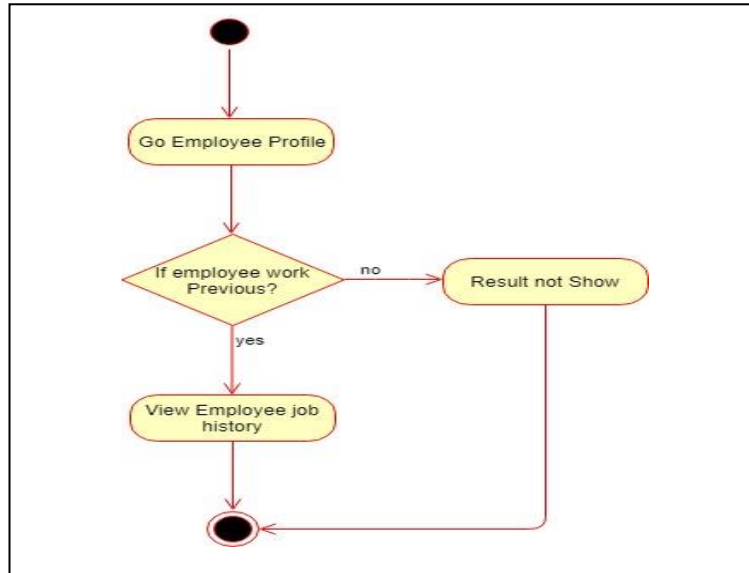 Go Employee Profile
If employee work
Previous?
no
Result not Show
yes
View Employee job
history